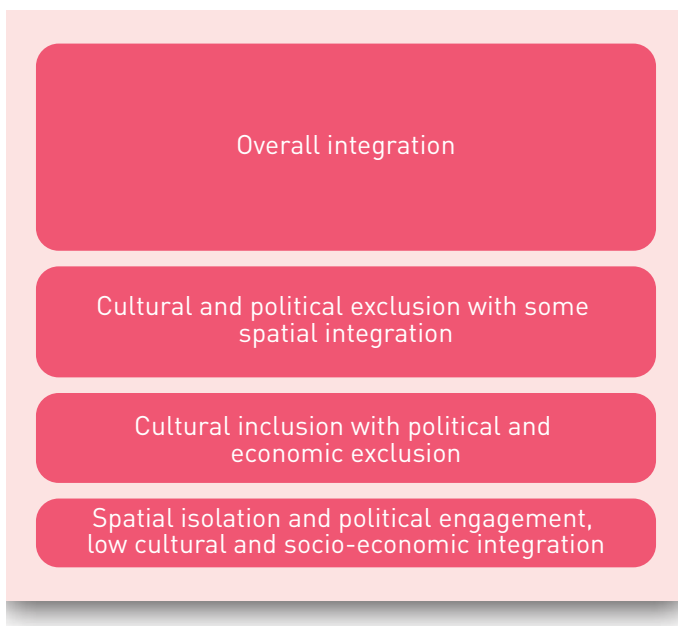 Overall integration
Cultural and political exclusion with some
spatial integration
Cultural inclusion with political and
economic exclusion
Spatial isolation and political engagement,
low cultural and socio-economic integration